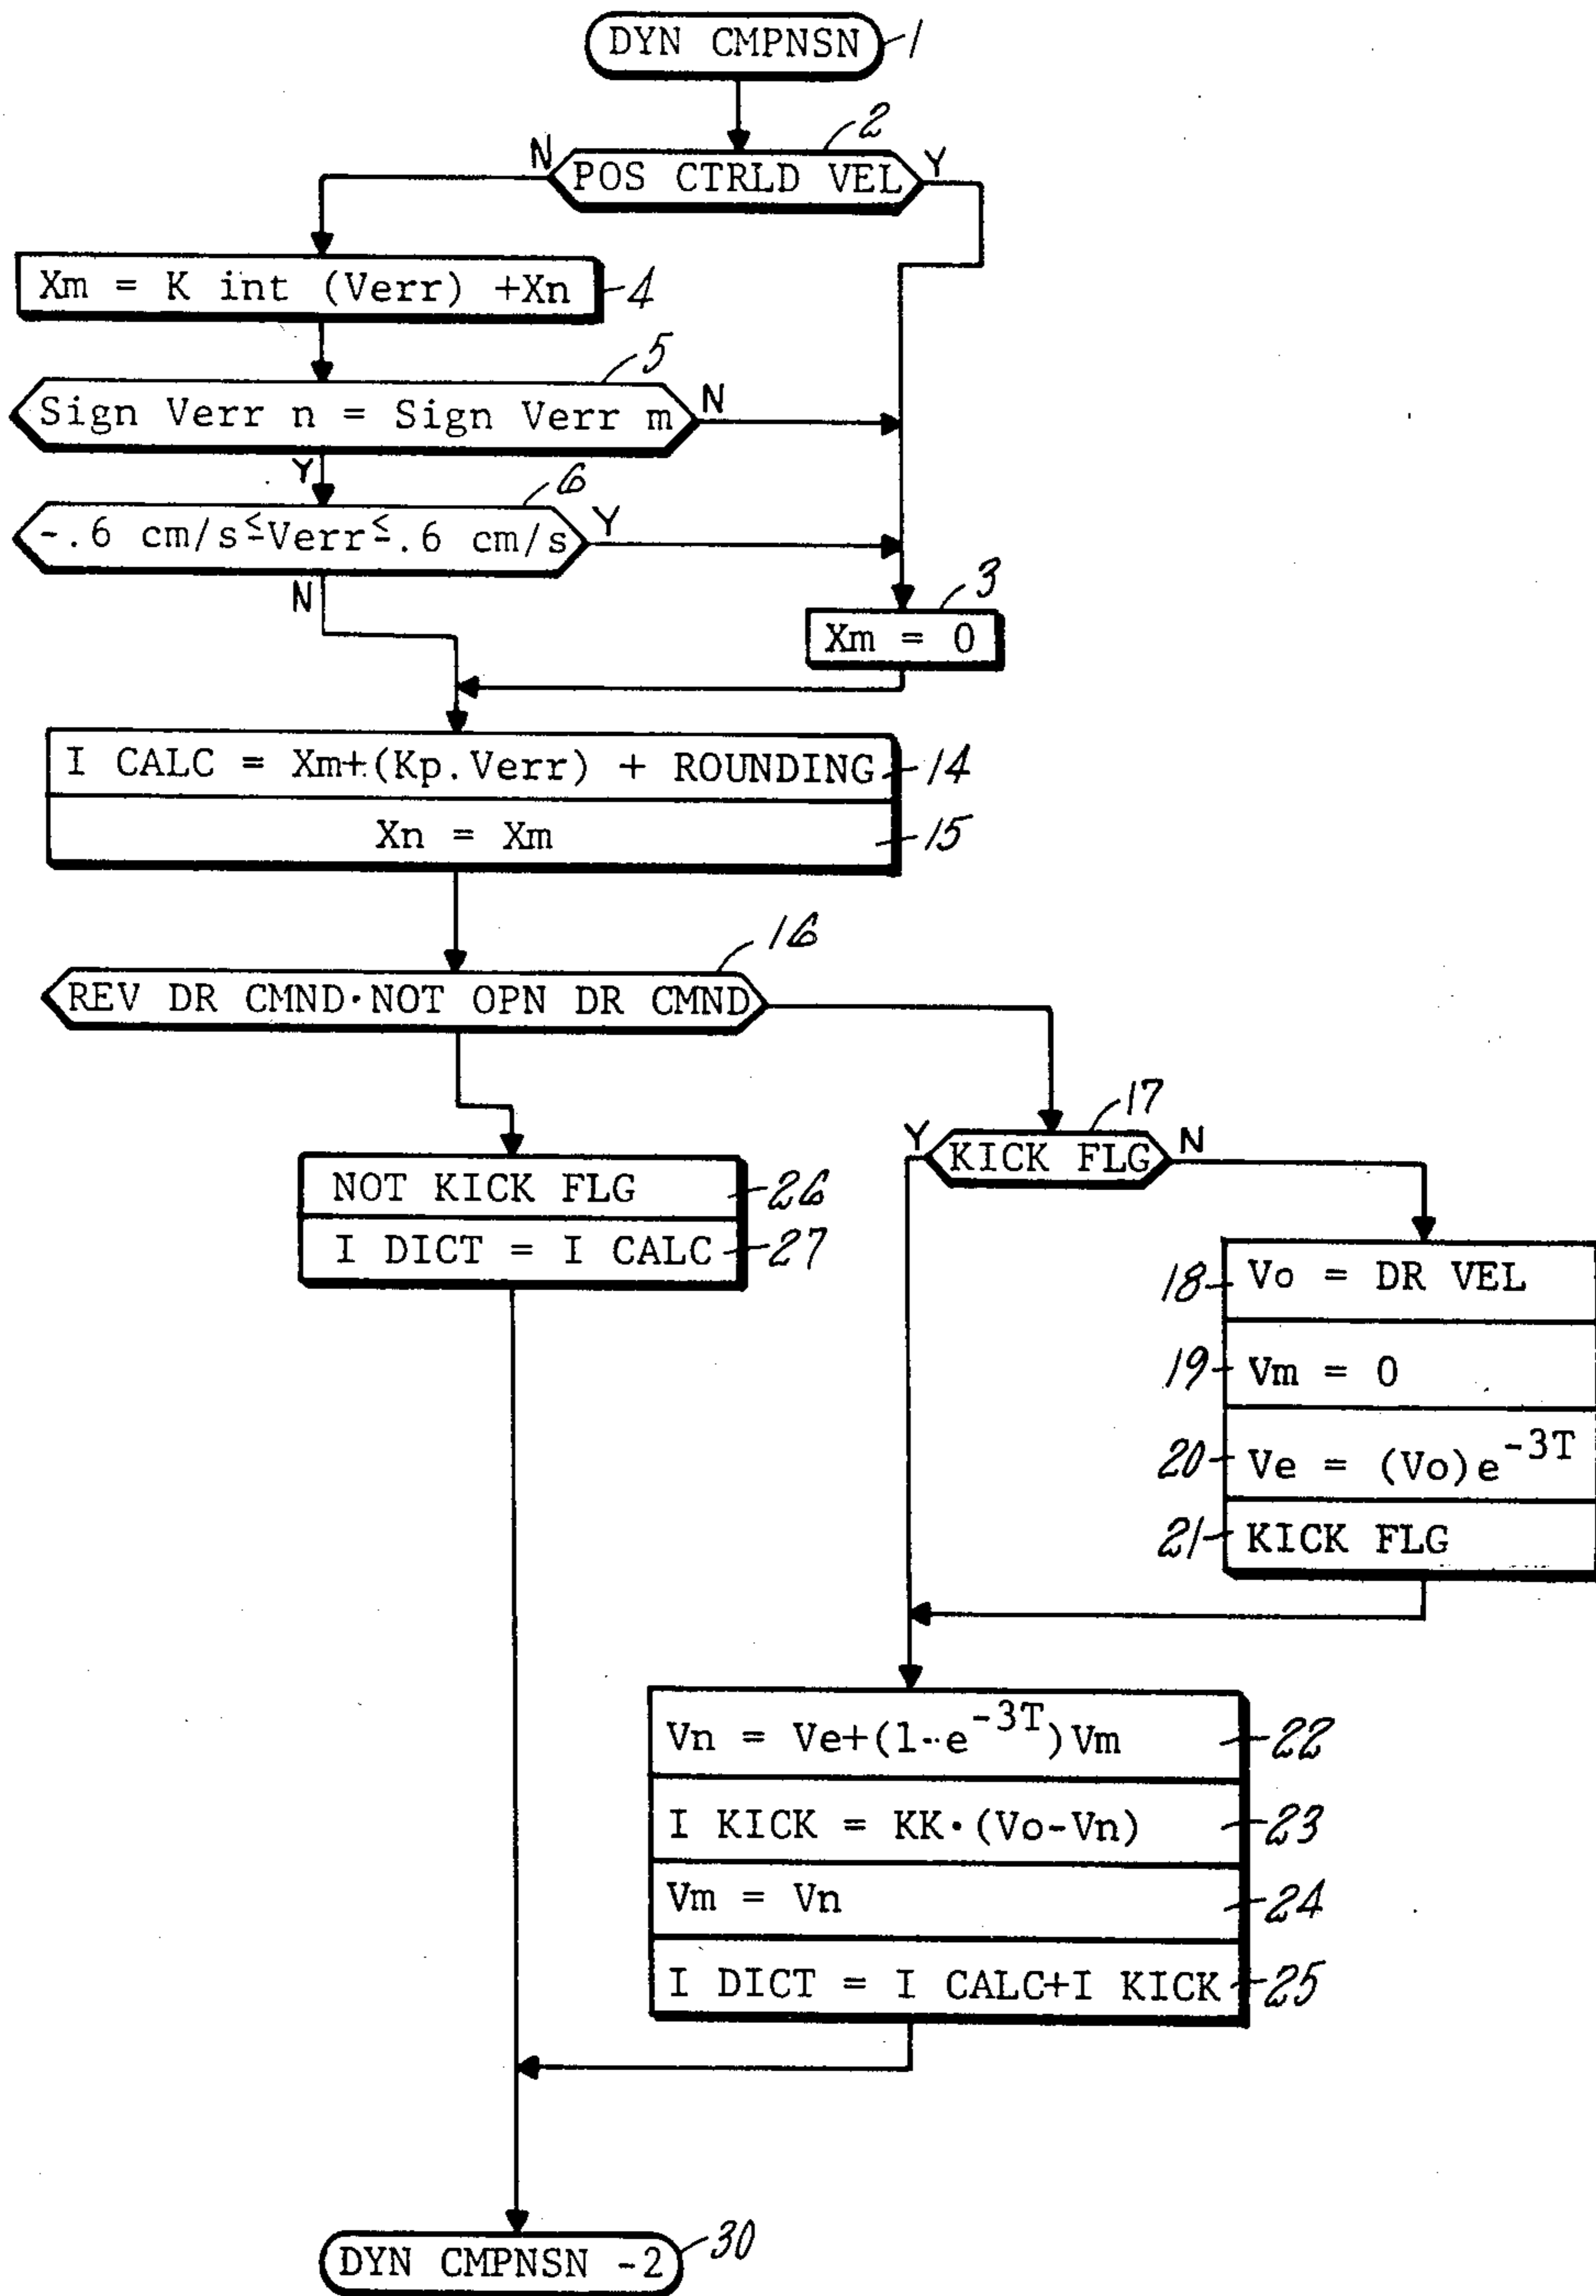 DYN CMPNSN 1
2
N POS CTRLD VEL Y
Xm = K int (Verr) +Xn 4
5
Sign Verr n = Sign Verr m N
Y
6
-.6 cm/s≤Verr≤.6 cm/s Y
N
3
Xm = 0
I CALC = Xm+(Kp.Verr) + ROUNDING 14
Xn = Xm 15
16
REV DR CMND·NOT OPN DR CMND
17
Y KICK FLG N
NOT KICK FLG 26
I DICT = I CALC 27
18 Vo = DR VEL
19 Vm = 0
20 Ve = (Vo)e^-3T
21 KICK FLG
Vn = Ve+(1-e^-3T)Vm 22
I KICK = KK·(Vo-Vn) 23
Vm = Vn 24
I DICT = I CALC+I KICK 25
DYN CMPNSN -2 30